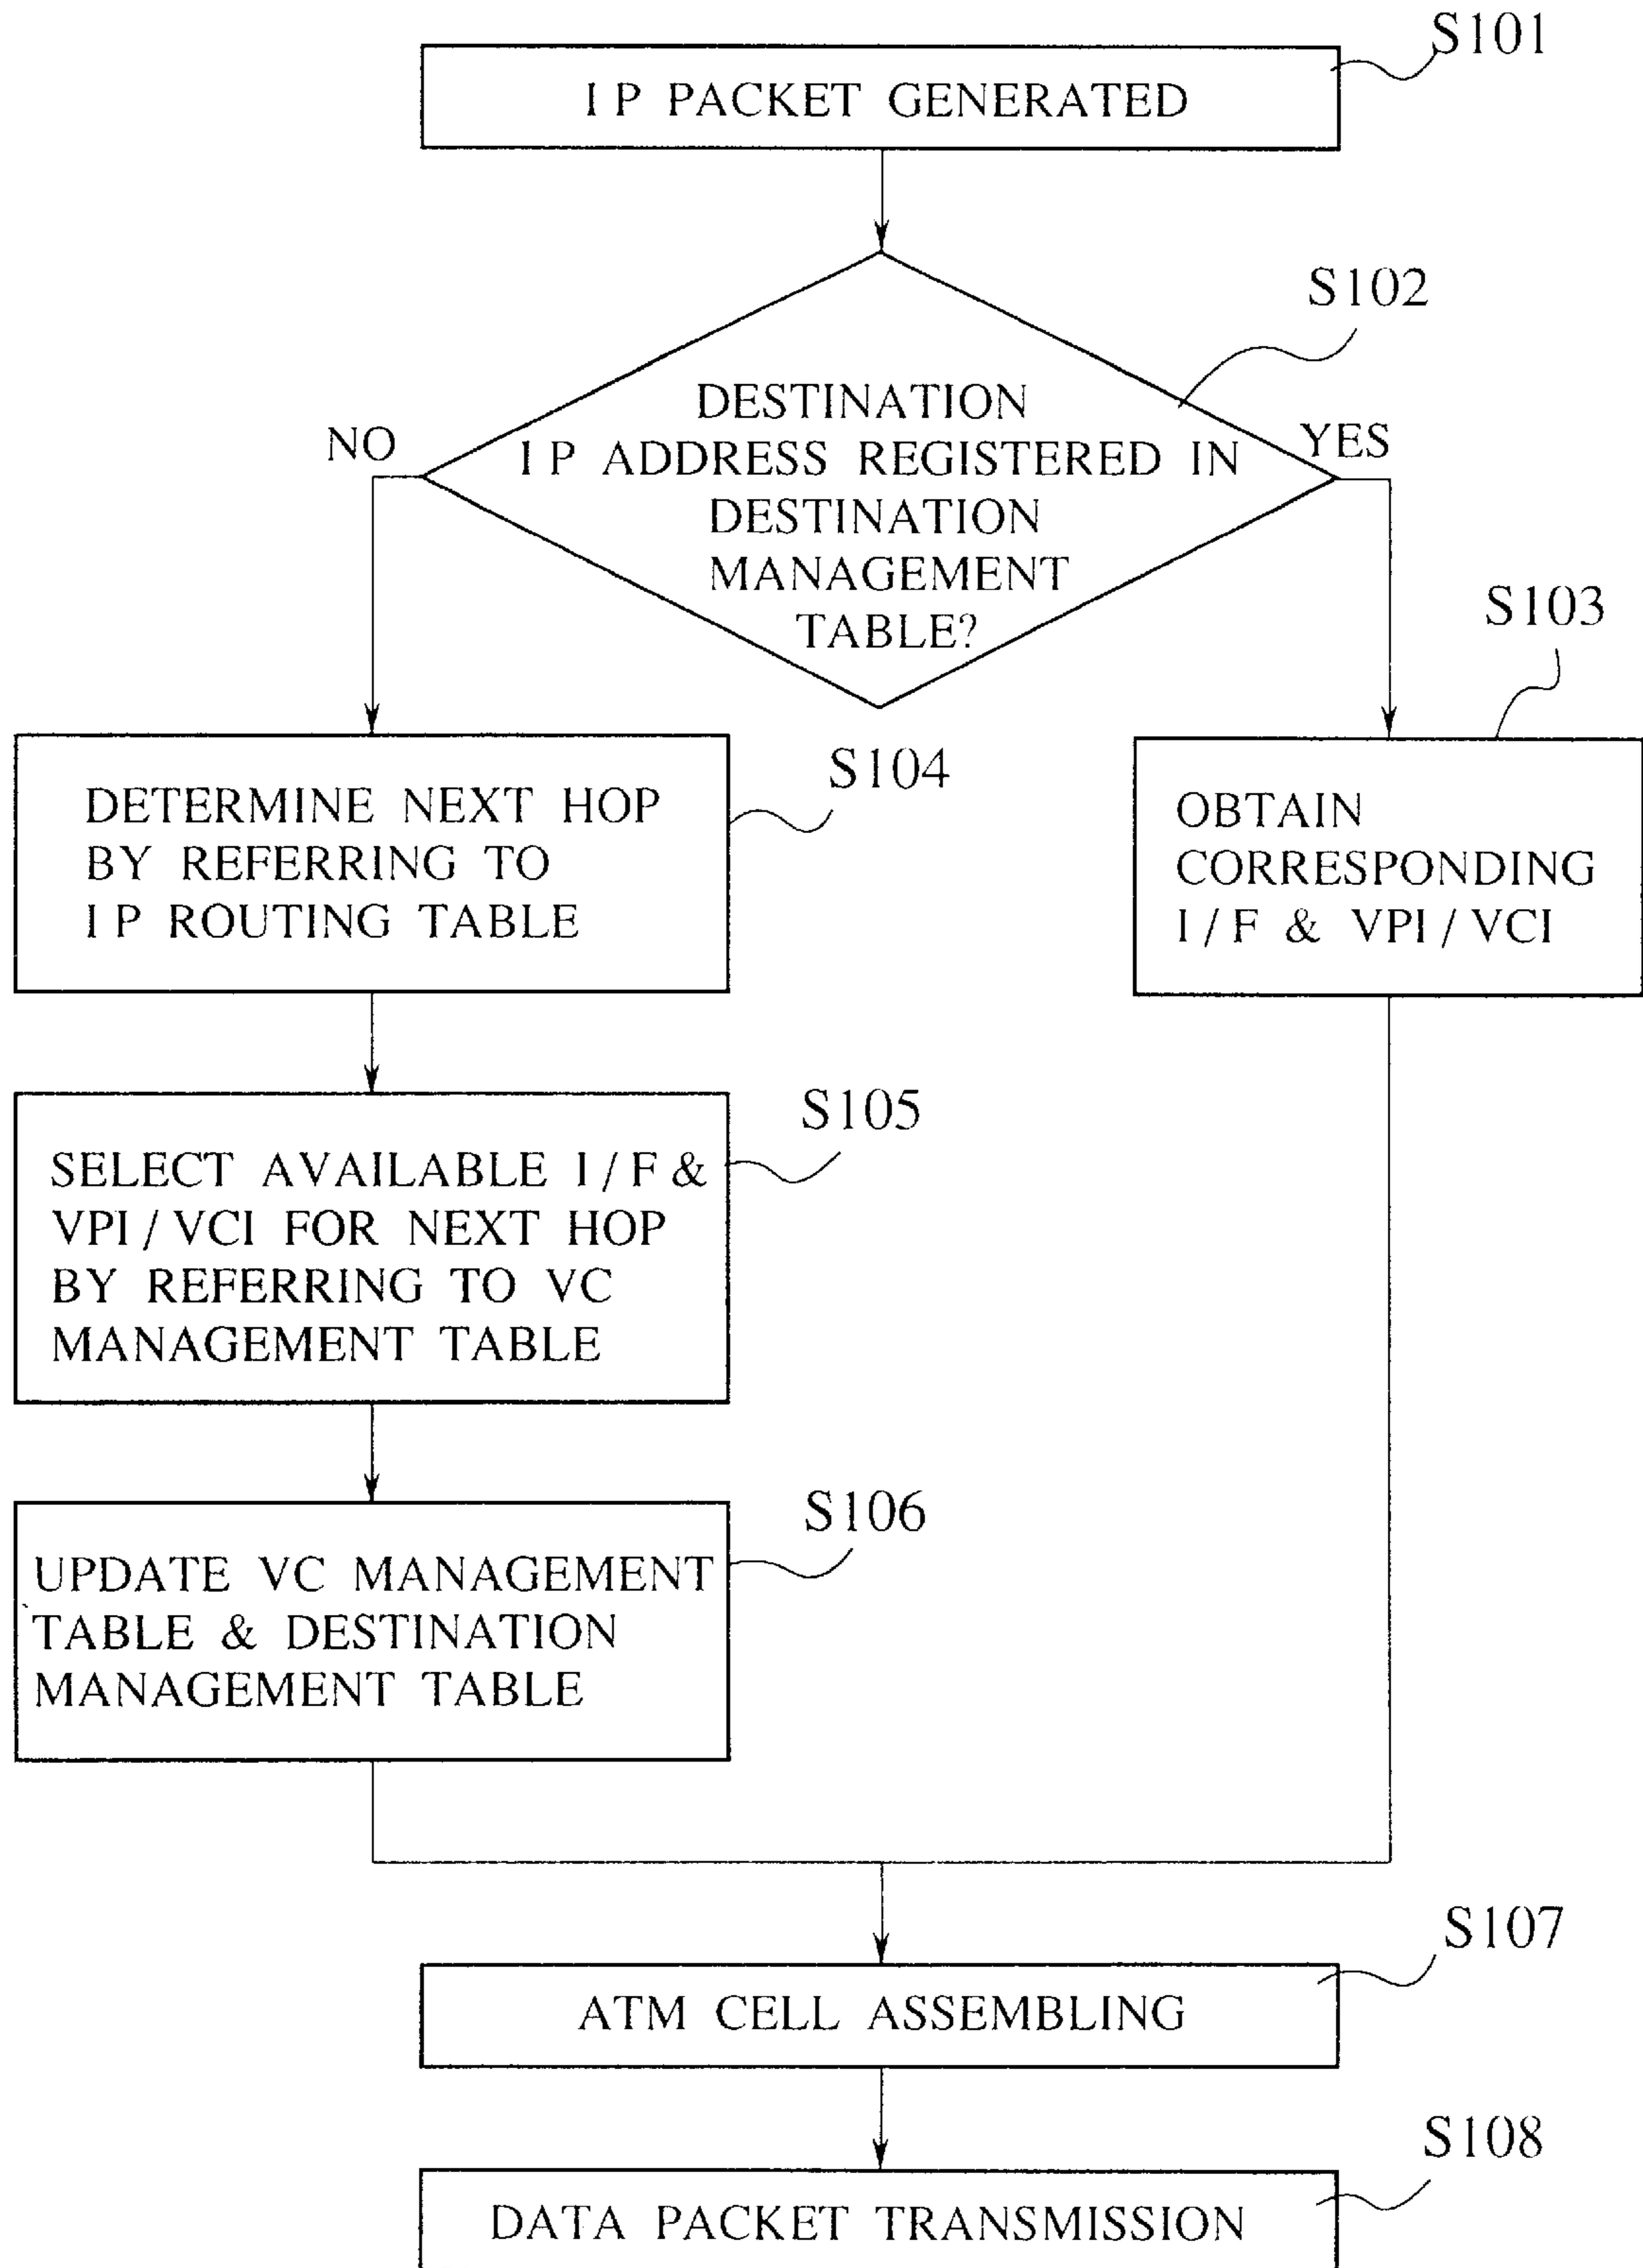 S101
IP PACKET GENERATED
S102
DESTINATION
IP ADDRESS REGISTERED IN
DESTINATION
MANAGEMENT
TABLE?
NO
YES
S103
OBTAIN
CORRESPONDING
I/F & VPI/VCI
S104
DETERMINE NEXT HOP
BY REFERRING TO
IP ROUTING TABLE
S105
SELECT AVAILABLE I/F &
VPI/VCI FOR NEXT HOP
BY REFERRING TO VC
MANAGEMENT TABLE
S106
UPDATE VC MANAGEMENT
TABLE & DESTINATION
MANAGEMENT TABLE
S107
ATM CELL ASSEMBLING
S108
DATA PACKET TRANSMISSION